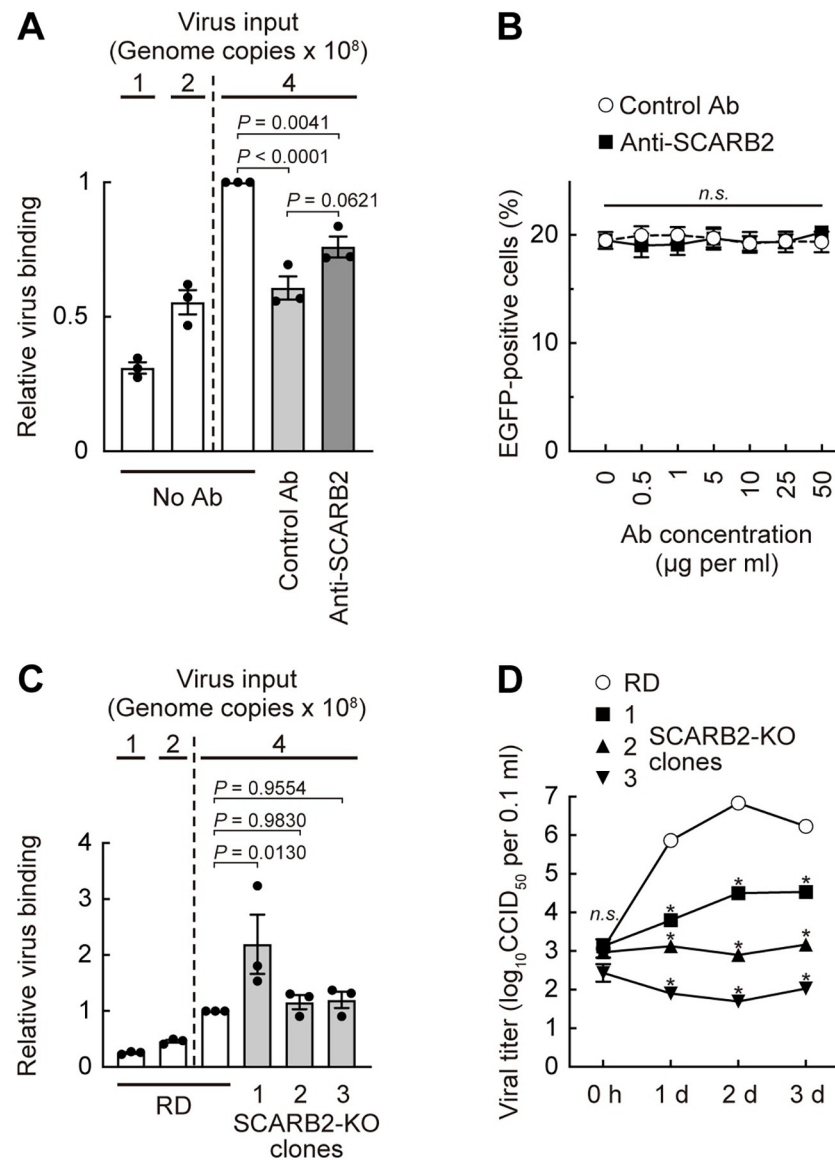 A
Virus input
(Genome copies x 10⁸)
1 2 4
P = 0.0041
P < 0.0001
P = 0.0621
Relative virus binding
1
0.5
0
No Ab
Control Ab
Anti-SCARB2
B
Control Ab
Anti-SCARB2
n.s.
EGFP-positive cells (%)
20
10
0
0 0.5 1 5 10 25 50
Ab concentration
(µg per ml)
C
Virus input
(Genome copies x 10⁸)
1 2 4
P = 0.9554
P = 0.9830
P = 0.0130
Relative virus binding
4
3
2
1
0
RD
1 2 3
SCARB2-KO
clones
D
RD
1
2 SCARB2-KO
clones
3
Viral titer (log₁₀CCID₅₀ per 0.1 ml)
7
6
5
4
3
2
1
0
n.s.
* * *
* * *
* * *
0 h 1 d 2 d 3 d